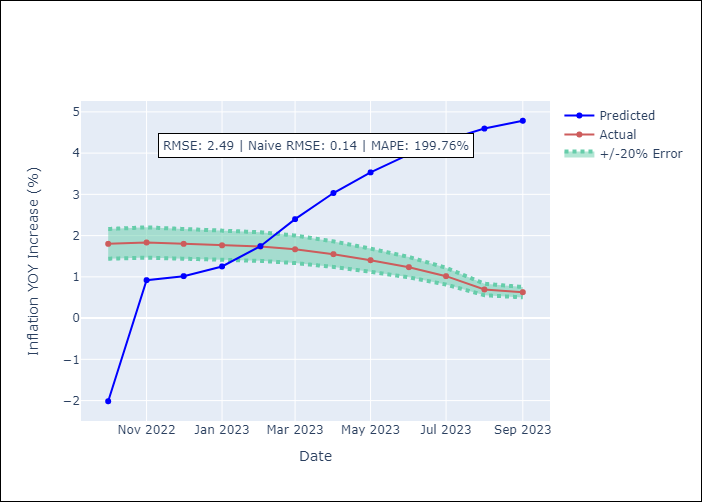 5
4
3
2
1
0
−1
−2
Inflation YOY Increase (%)
RMSE: 2.49 | Naive RMSE: 0.14 | MAPE: 199.76%
Predicted
Actual
+/-20% Error
Nov 2022 Jan 2023 Mar 2023 May 2023 Jul 2023 Sep 2023
Date